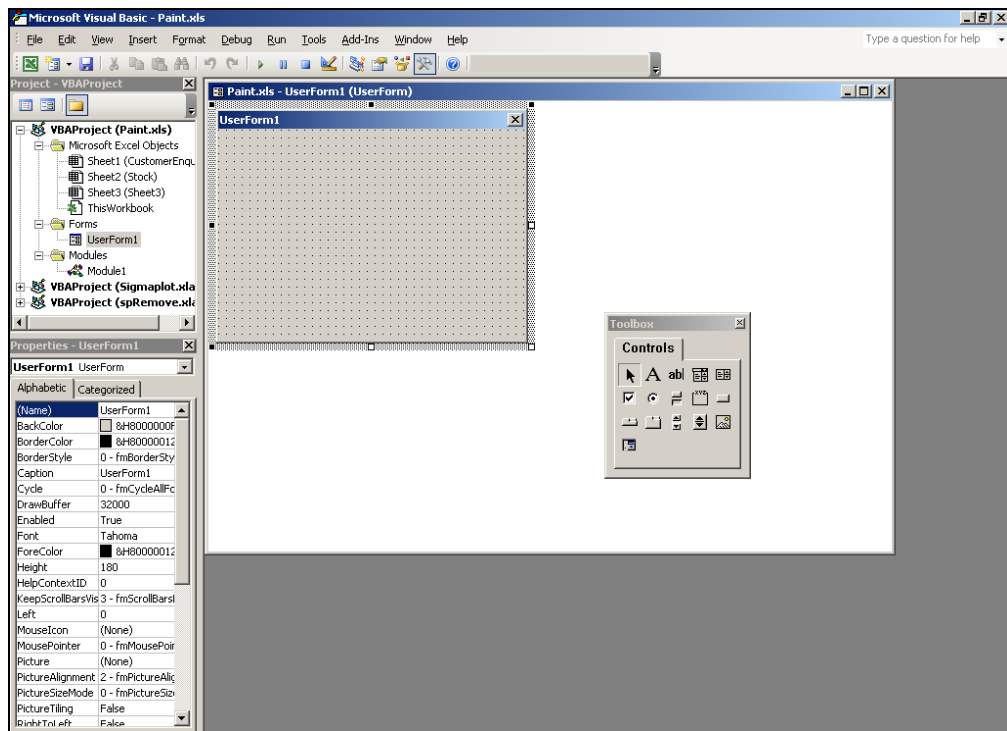 Microsoft Visual Basic - Paint.xls
File Edit View Insert Format Debug Run Tools Add-Ins Window Help
Type a question for help
Project - VBAProject
VBAProject (Paint.xls)
Microsoft Excel Objects
Sheet1 (CustomerEnqu
Sheet2 (Stock)
Sheet3 (Sheet3)
ThisWorkbook
Forms
UserForm1
Modules
Module1
VBAProject (Sigmaplot.xla
VBAProject (spRemove.xla
Properties - UserForm1
UserForm1 UserForm
Alphabetic Categorized
(Name) UserForm1
BackColor &H8000000F
BorderColor &H80000012
BorderStyle 0 - fmBorderSty
Caption UserForm1
Cycle 0 - fmCycleAllFo
DrawBuffer 32000
Enabled True
Font Tahoma
ForeColor &H80000012
Height 180
HelpContextID 0
KeepScrollBarsVis 3 - fmScrollBars
Left 0
MouseIcon (None)
MousePointer 0 - fmMousePoin
Picture (None)
PictureAlignment 2 - fmPictureAlig
PictureSizeMode 0 - fmPictureSize
PictureTiling False
RightToLeft False
Paint.xls - UserForm1 (UserForm)
UserForm1
Toolbox
Controls
A ab|
xyz